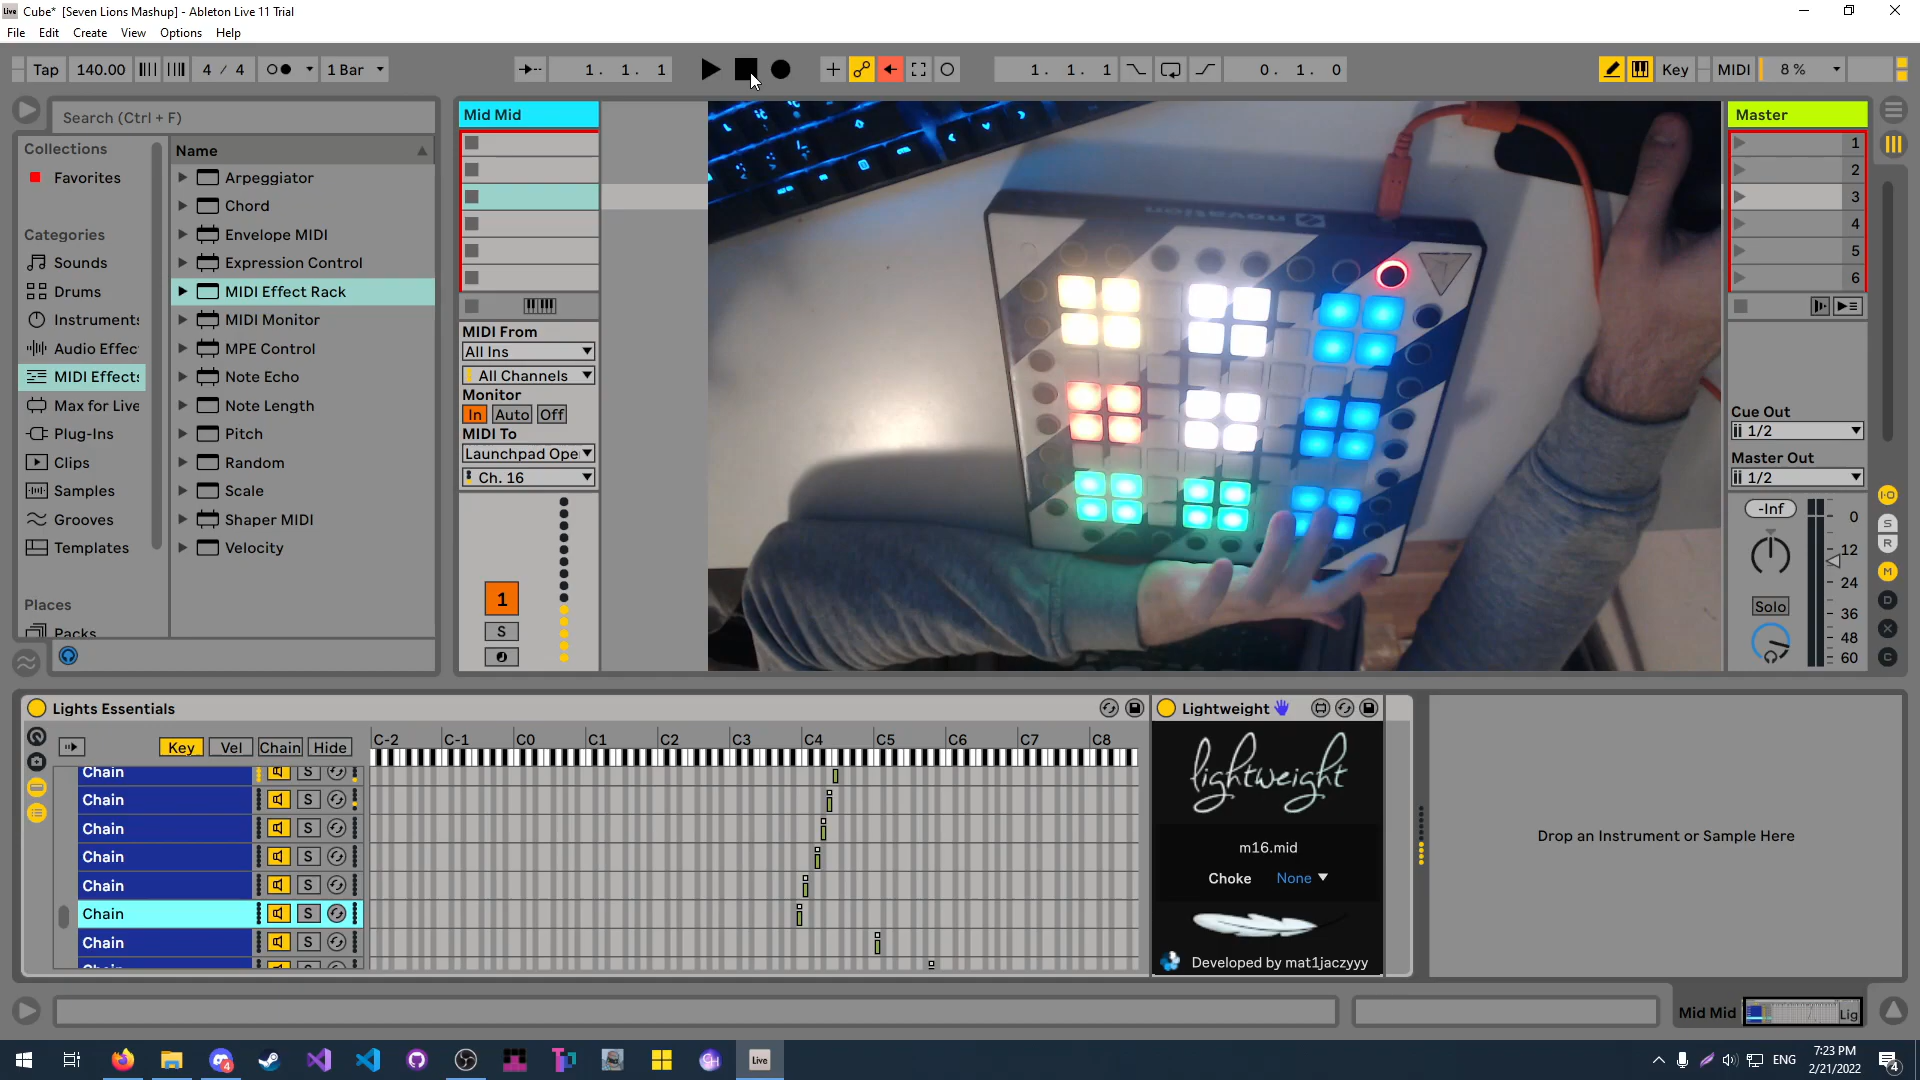 Live Cube* [Seven Lions Mashup] - Ableton Live 11 Trial
File Edit Create View Options Help
Tap 140.00 4 / 4 1 Bar 1. 1. 1 1. 1. 1 0. 1. 0 Key MIDI 8 %
Search (Ctrl + F)
Collections
Favorites
Categories
Sounds
Drums
Instruments
Audio Effec
MIDI Effects
Max for Live
Plug-Ins
Clips
Samples
Grooves
Templates
Places
Packs
Name
Arpeggiator
Chord
Envelope MIDI
Expression Control
MIDI Effect Rack
MIDI Monitor
MPE Control
Note Echo
Note Length
Pitch
Random
Scale
Shaper MIDI
Velocity
Mid Mid
MIDI From
All Ins
All Channels
Monitor
In Auto Off
MIDI To
Launchpad Ope
Ch. 16
1
S
novation
Master
1
2
3
4
5
6
Cue Out
1/2
Master Out
1/2
-Inf
0
12
24
36
48
60
Solo
I·O
S
R
M
D
X
C
Lights Essentials
Key Vel Chain Hide
C-2 C-1 C0 C1 C2 C3 C4 C5 C6 C7 C8
Chain S
Chain S
Chain S
Chain S
Chain S
Chain S
Chain S
Lightweight
lightweight
m16.mid
Choke None
Developed by mat1jaczyyy
Drop an Instrument or Sample Here
Mid Mid Lig
4 Live ENG 7:23 PM
2/21/2022 4